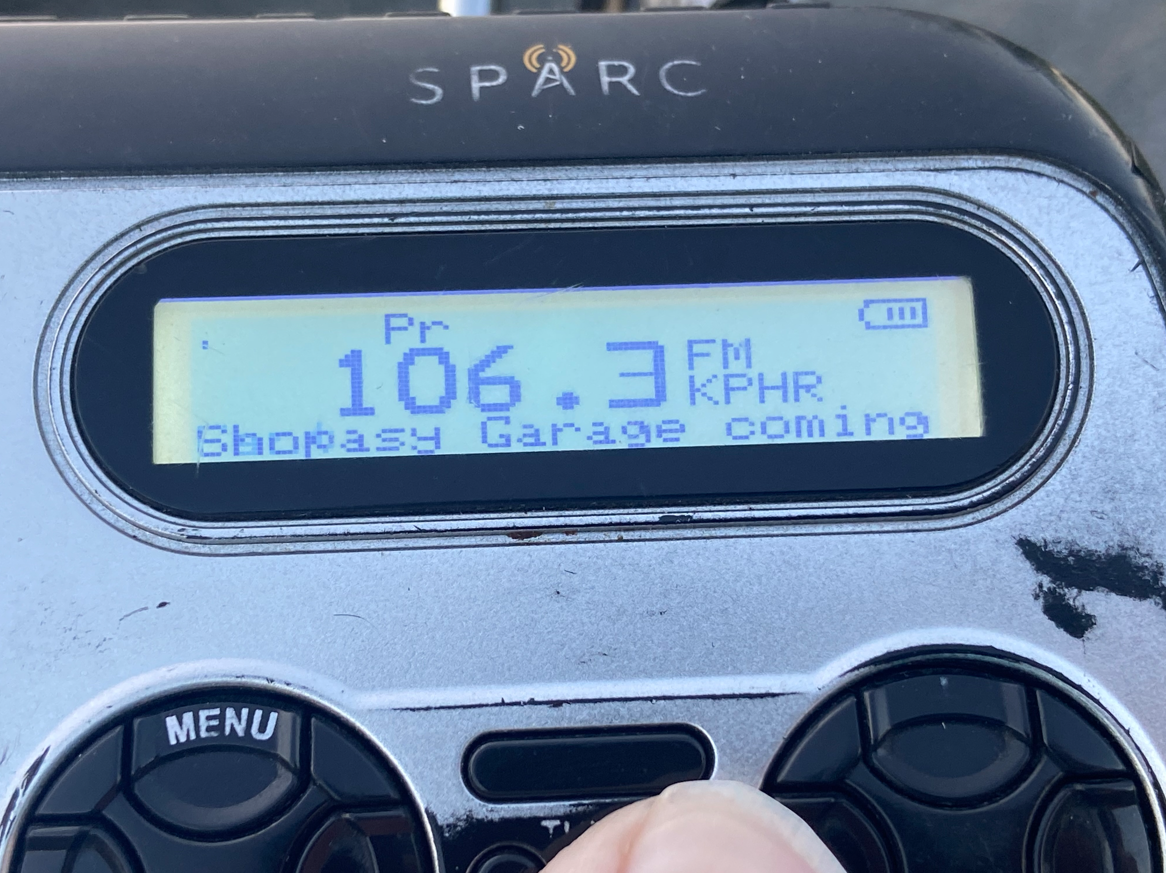 SPARC
Pr
106.3 FM
KPHR
Shopasy Garage coming
MENU